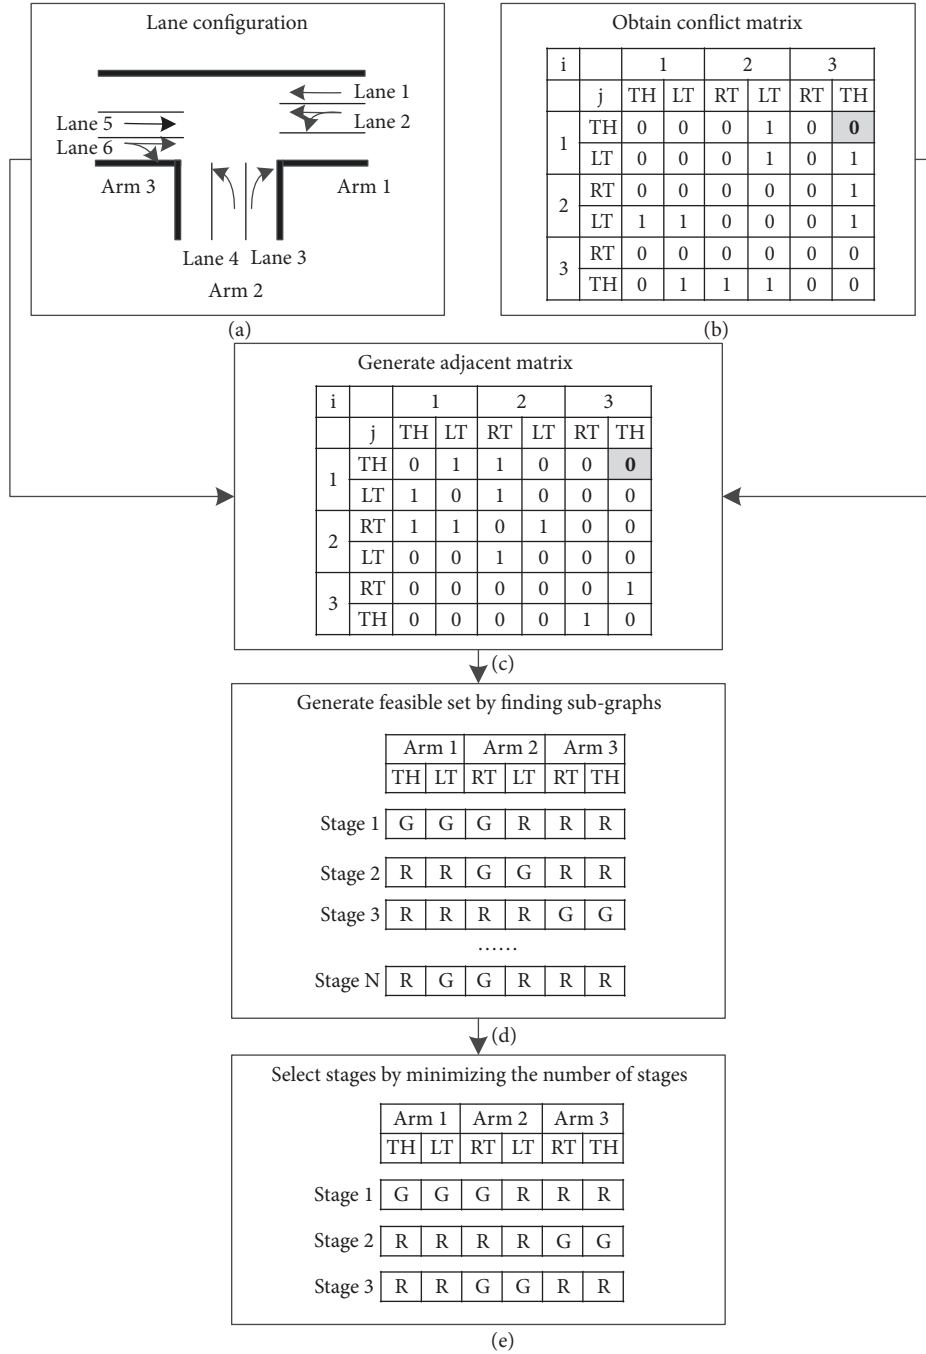 Lane configuration
Lane 1
Lane 2
Lane 5
Lane 6
Arm 3
Arm 1
Lane 4 Lane 3
Arm 2
(a)
Obtain conflict matrix
i 1 2 3
j TH LT RT LT RT TH
1 TH 0 0 0 1 0 0
LT 0 0 0 1 0 1
2 RT 0 0 0 0 0 1
LT 1 1 0 0 0 1
3 RT 0 0 0 0 0 0
TH 0 1 1 1 0 0
(b)
Generate adjacent matrix
i 1 2 3
j TH LT RT LT RT TH
1 TH 0 1 1 0 0 0
LT 1 0 1 0 0 0
2 RT 1 1 0 1 0 0
LT 0 0 1 0 0 0
3 RT 0 0 0 0 0 1
TH 0 0 0 0 1 0
(c)
Generate feasible set by finding sub-graphs
Arm 1 Arm 2 Arm 3
TH LT RT LT RT TH
Stage 1 G G G R R R
Stage 2 R R G G R R
Stage 3 R R R R G G
......
Stage N R G G R R R
(d)
Select stages by minimizing the number of stages
Arm 1 Arm 2 Arm 3
TH LT RT LT RT TH
Stage 1 G G G R R R
Stage 2 R R R R G G
Stage 3 R R G G R R
(e)